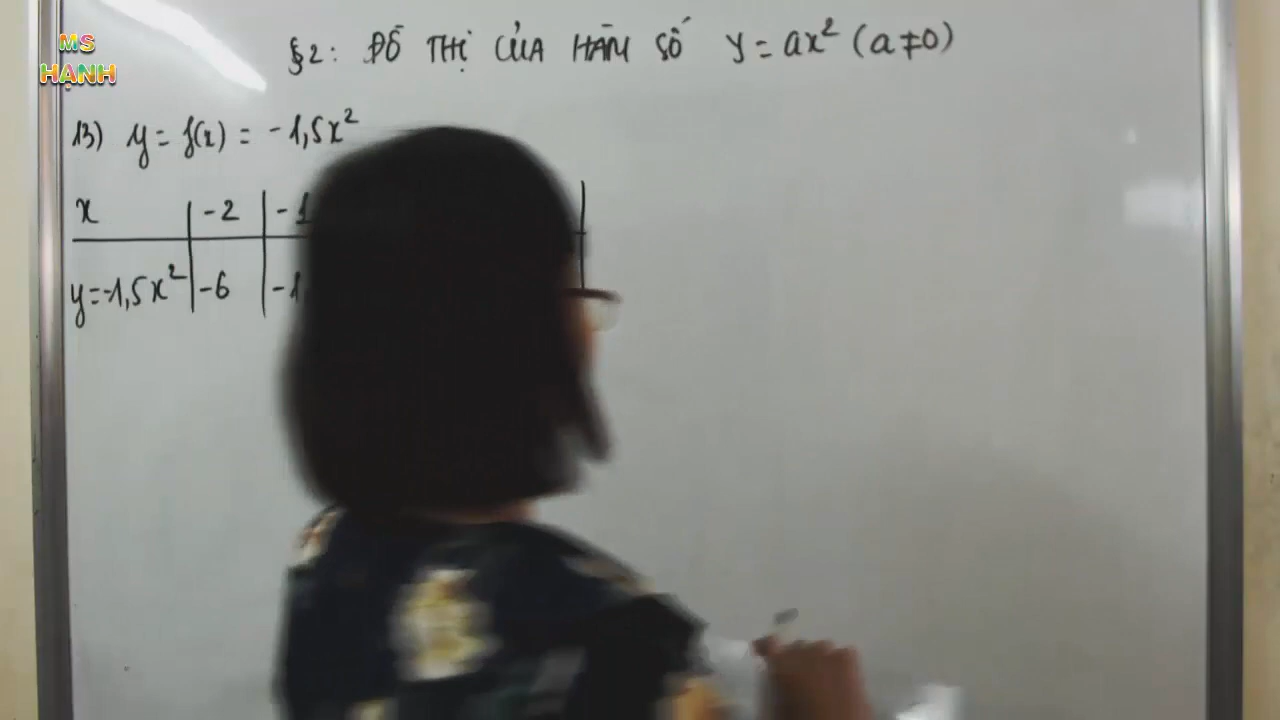 MS
HẠNH
§2: ĐỒ THỊ CỦA HÀM SỐ y = ax² (a ≠ 0)
13) y = f(x) = -1,5x²
x | -2 | -1
y=-1,5x² | -6 | -1